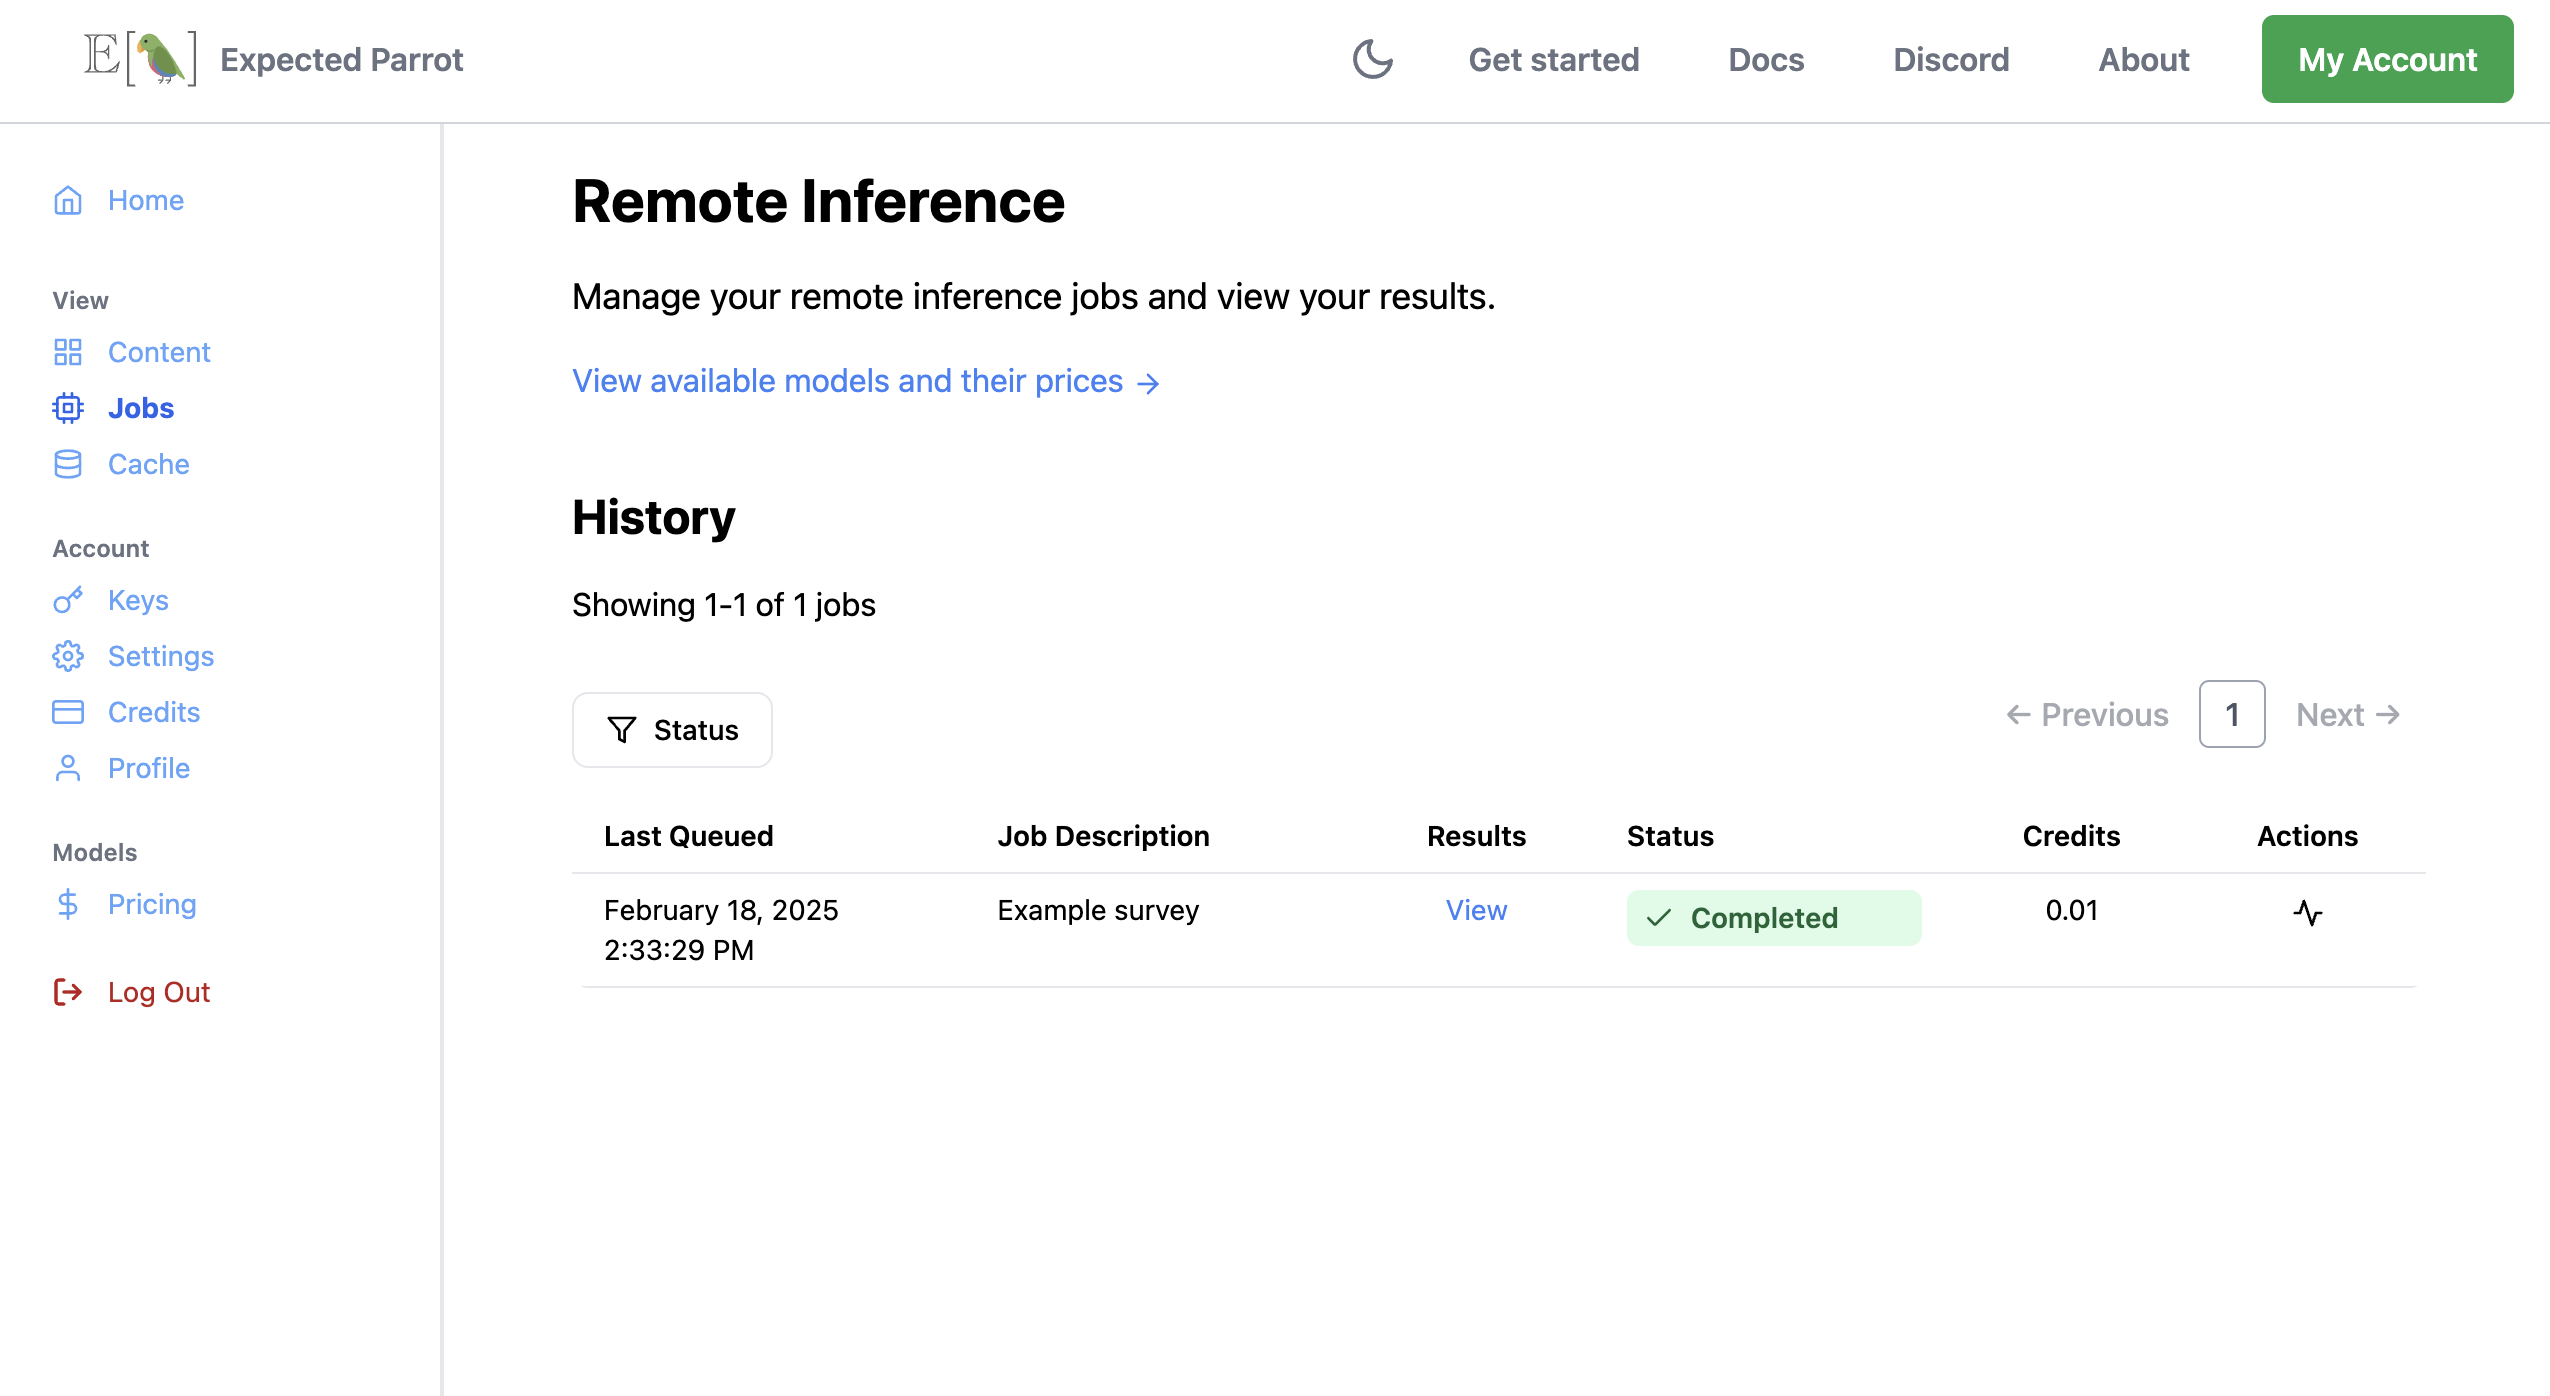 E[ ] Expected Parrot
Get started
Docs
Discord
About
My Account
Home
View
Content
Jobs
Cache
Account
Keys
Settings
Credits
Profile
Models
Pricing
Log Out
Remote Inference
Manage your remote inference jobs and view your results.
View available models and their prices →
History
Showing 1-1 of 1 jobs
Status
← Previous 1 Next →
Last Queued Job Description Results Status Credits Actions
February 18, 2025 Example survey View Completed 0.01
2:33:29 PM